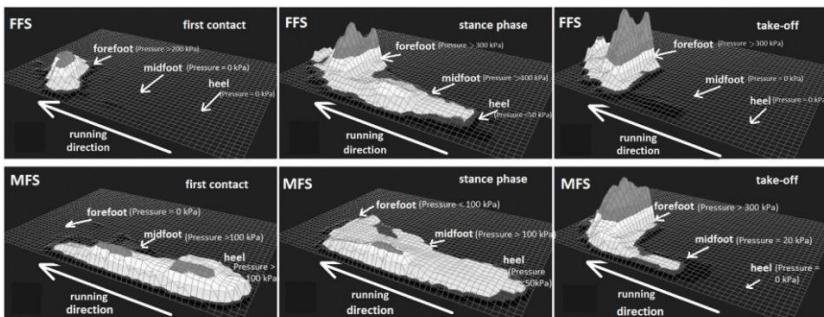 FFS
first contact
forefoot (Pressure >200 kPa)
midfoot (Pressure = 0 kPa)
heel
(Pressure = 0 kPa)
running
direction
FFS
stance phase
forefoot (Pressure > 300 kPa)
midfoot (Pressure >100 kPa)
heel
(Pressure <50 kPa)
running
direction
FFS
take-off
forefoot (Pressure >300 kPa)
midfoot (Pressure = 0 kPa)
heel
(Pressure = 0 kPa)
running
direction
MFS
first contact
forefoot (Pressure = 0 kPa)
midfoot (Pressure >100 kPa)
heel
(Pressure >
100 kPa)
running
direction
MFS
stance phase
forefoot (Pressure < 100 kPa)
midfoot (Pressure > 100 kPa)
heel
(Pressure
<50kPa)
running
direction
MFS
take-off
forefoot (Pressure > 300 kPa)
midfoot (Pressure = 20 kPa)
heel (Pressure =
0 kPa)
running
direction